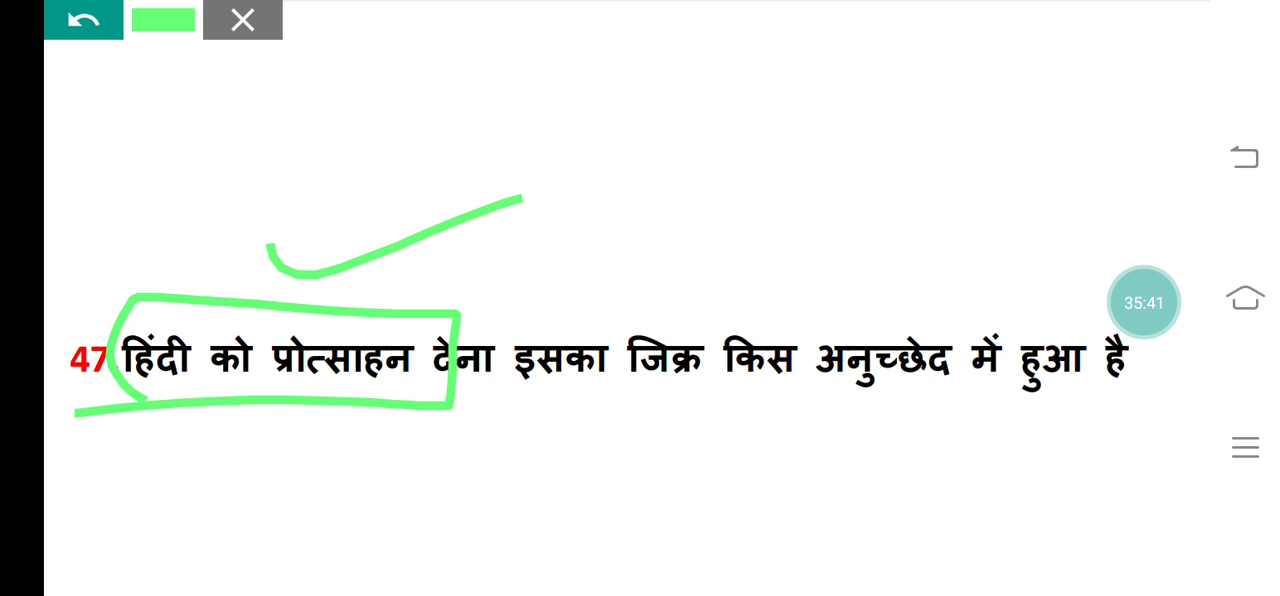 35:41
47. हिंदी को प्रोत्साहन देना इसका जिक्र किस अनुच्छेद में हुआ है